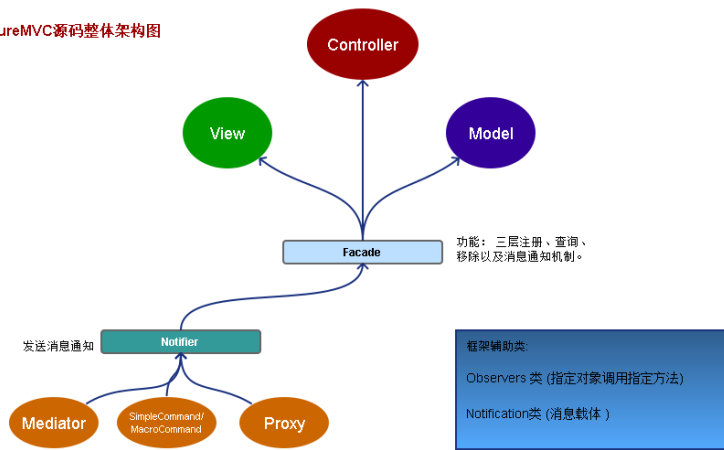 ureMVC源码整体架构图
Controller
View
Model
Facade
功能： 三层注册、查询、
移除以及消息通知机制。
发送消息通知
Notifier
框架辅助类:
Observers 类 (指定对象调用指定方法)
Notification类 (消息载体 )
Mediator
SimpleCommand/
MacroCommand
Proxy